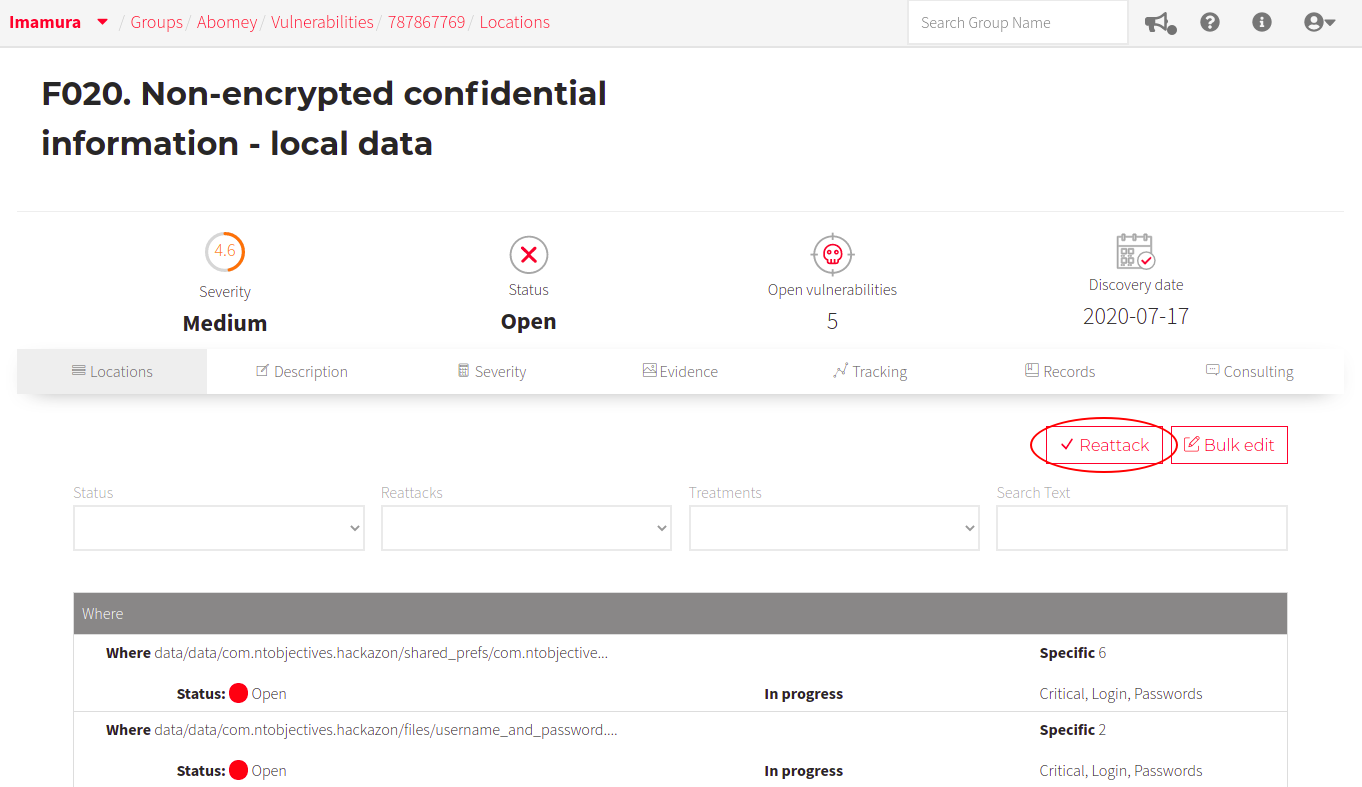 Imamura / Groups / Abomey / Vulnerabilities / 787867769 / Locations Search Group Name
F020. Non-encrypted confidential
information - local data
4.6
Severity Status Open vulnerabilities Discovery date
Medium Open 5 2020-07-17
Locations Description Severity Evidence Tracking Records Consulting
Reattack Bulk edit
Status Reattacks Treatments Search Text
Where
Where data/data/com.ntobjectives.hackazon/shared_prefs/com.ntobjective... Specific 6
Status: Open In progress Critical, Login, Passwords
Where data/data/com.ntobjectives.hackazon/files/username_and_password.... Specific 2
Status: Open In progress Critical, Login, Passwords